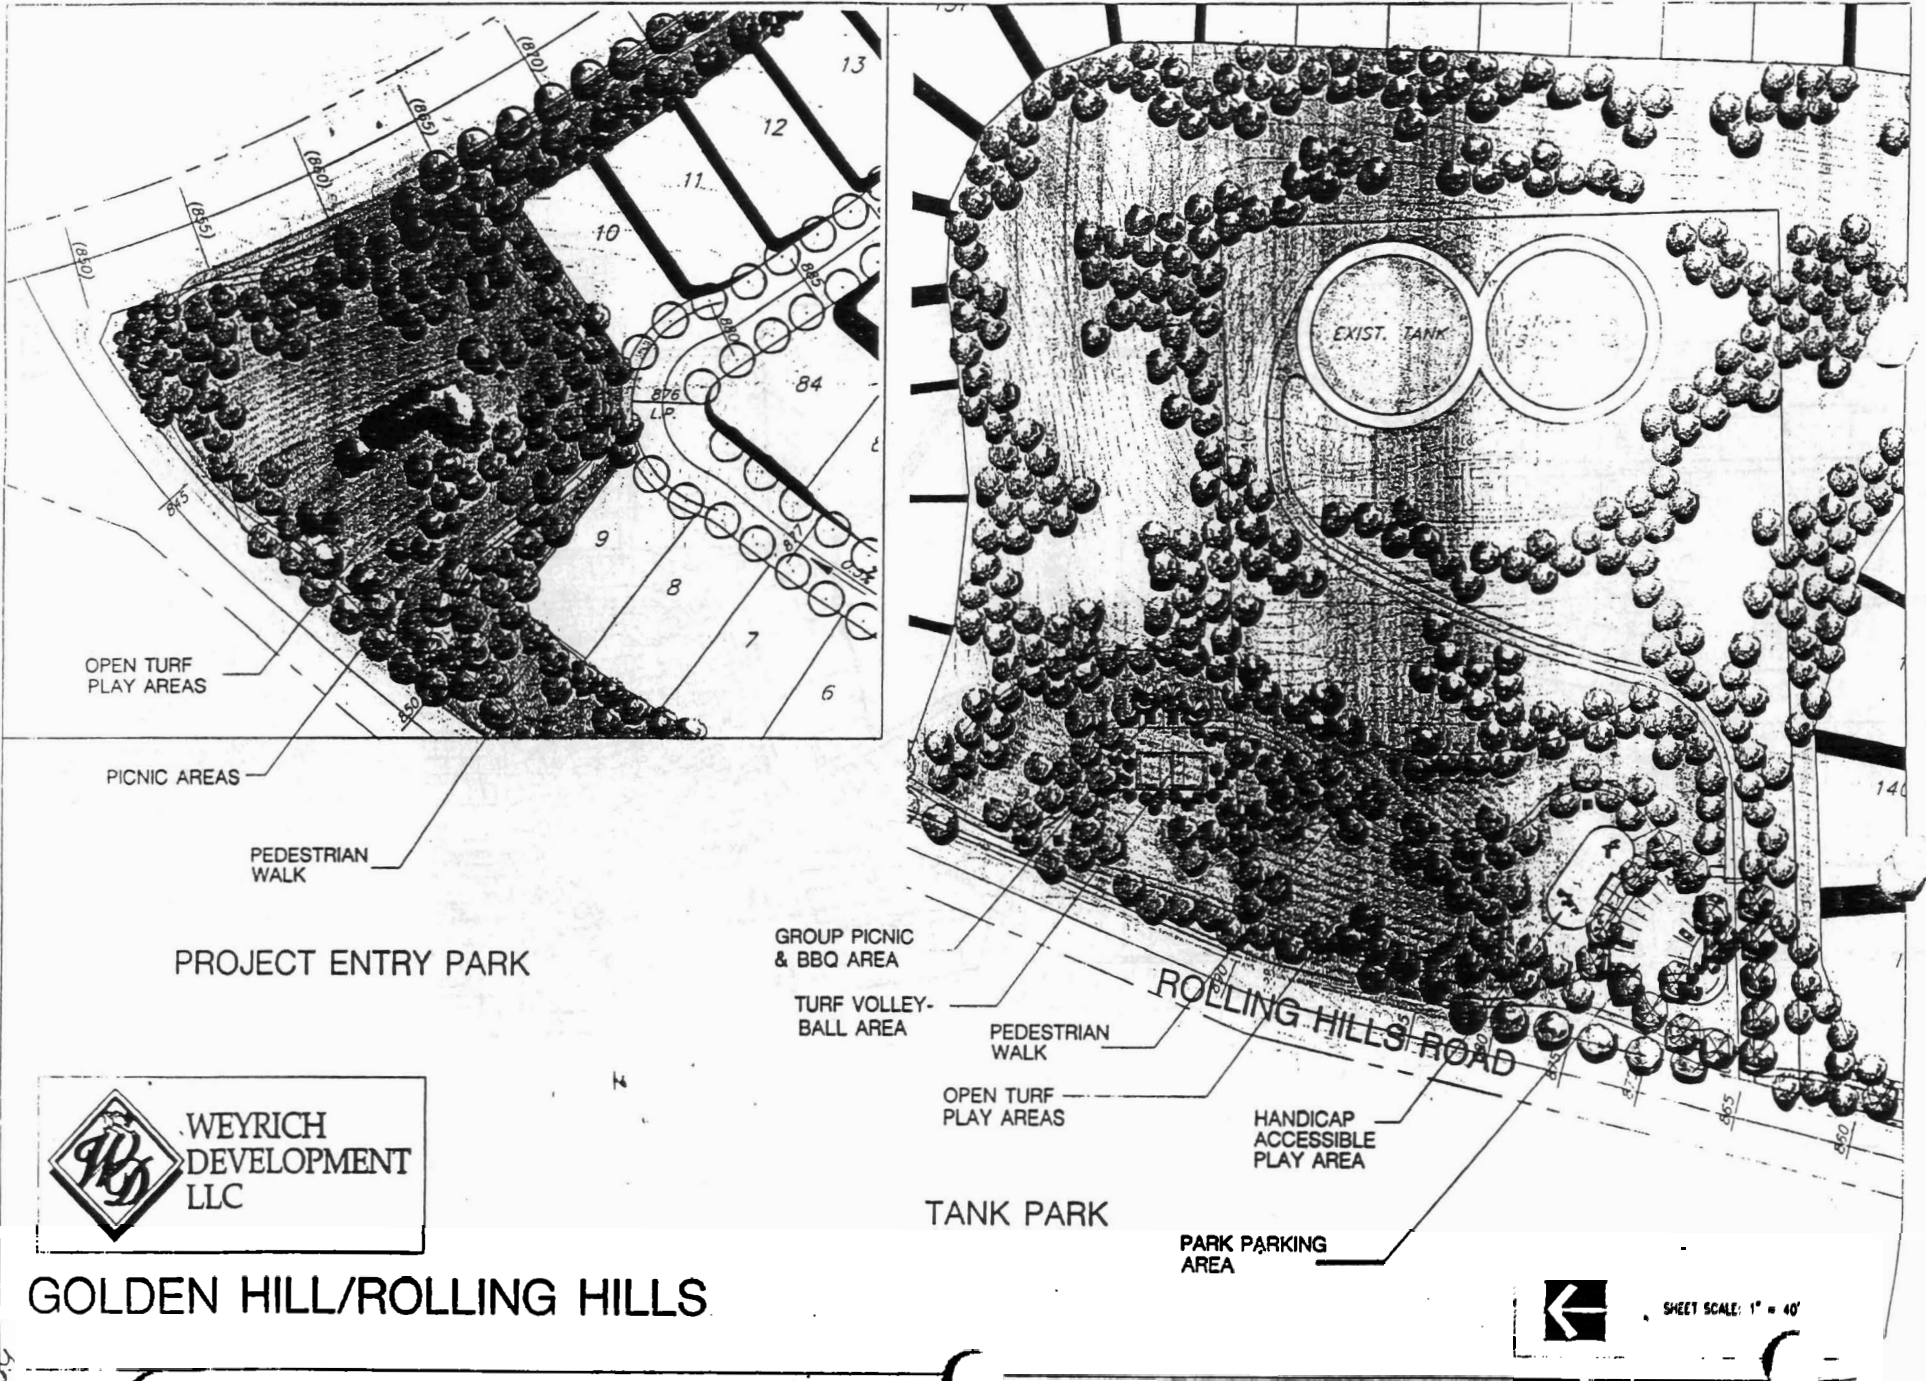 (870)
(865)
(860)
(855)
(850)
13
12
11
10
885
880
876
L.P.
84
9
8
7
6
845
850
OPEN TURF
PLAY AREAS
PICNIC AREAS
PEDESTRIAN
WALK
PROJECT ENTRY PARK
EXIST. TANK
140
GROUP PICNIC
& BBQ AREA
TURF VOLLEY-
BALL AREA
PEDESTRIAN
WALK
OPEN TURF
PLAY AREAS
ROLLING HILLS ROAD
HANDICAP
ACCESSIBLE
PLAY AREA
875
865
860
TANK PARK
PARK PARKING
AREA
WD
WEYRICH
DEVELOPMENT
LLC
GOLDEN HILL/ROLLING HILLS
SHEET SCALE: 1" = 40'